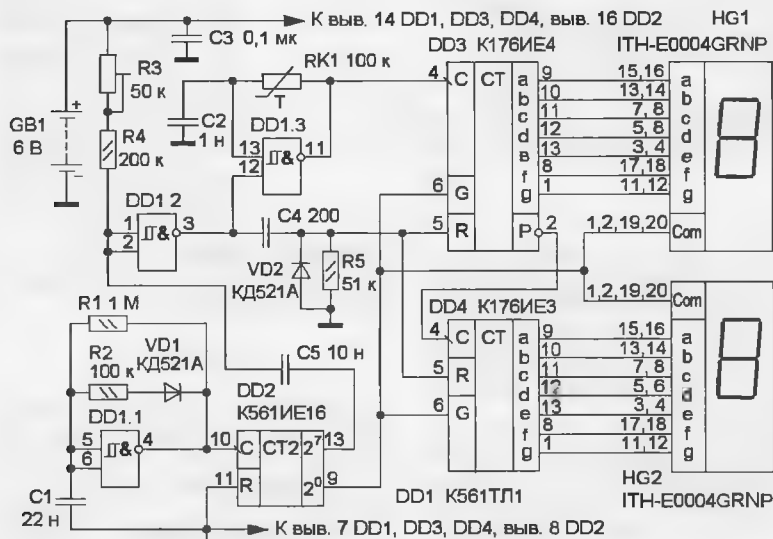 К выв. 14 DD1, DD3, DD4, выв. 16 DD2
HG1
C3 0,1 мк
DD3 К176ИЕ4
ITH-E0004GRNP
RK1 100 к
R3
50 к
T
C2
1 н
DD1.3
13
12
11
&
GB1
6 В
+
-
R4
200 к
4
C
CT
6
G
5
R
P
2
a
b
c
d
e
f
g
9
10
11
12
13
8
1
15,16
13,14
7, 8
5, 8
3, 4
17,18
11,12
1,2,19,20
Com
DD1 2
1
2
&
3
C4 200
VD2
КД521А
R5
51 к
1,2,19,20
Com
DD4 К176ИЕ3
4
C
CT
5
R
6
G
a
b
c
d
e
f
g
9
10
11
12
13
8
1
15,16
13,14
7, 8
5, 6
3, 4
17,18
11,12
R1 1 М
VD1
КД521А
R2
100 к
C5 10 н
DD1.1
5
6
&
4
DD2
К561ИЕ16
10
C
CT2
2⁷
13
11
R
2⁰
9
C1
22 н
DD1 К561ТЛ1
HG2
ITH-E0004GRNP
К выв. 7 DD1, DD3, DD4, выв. 8 DD2